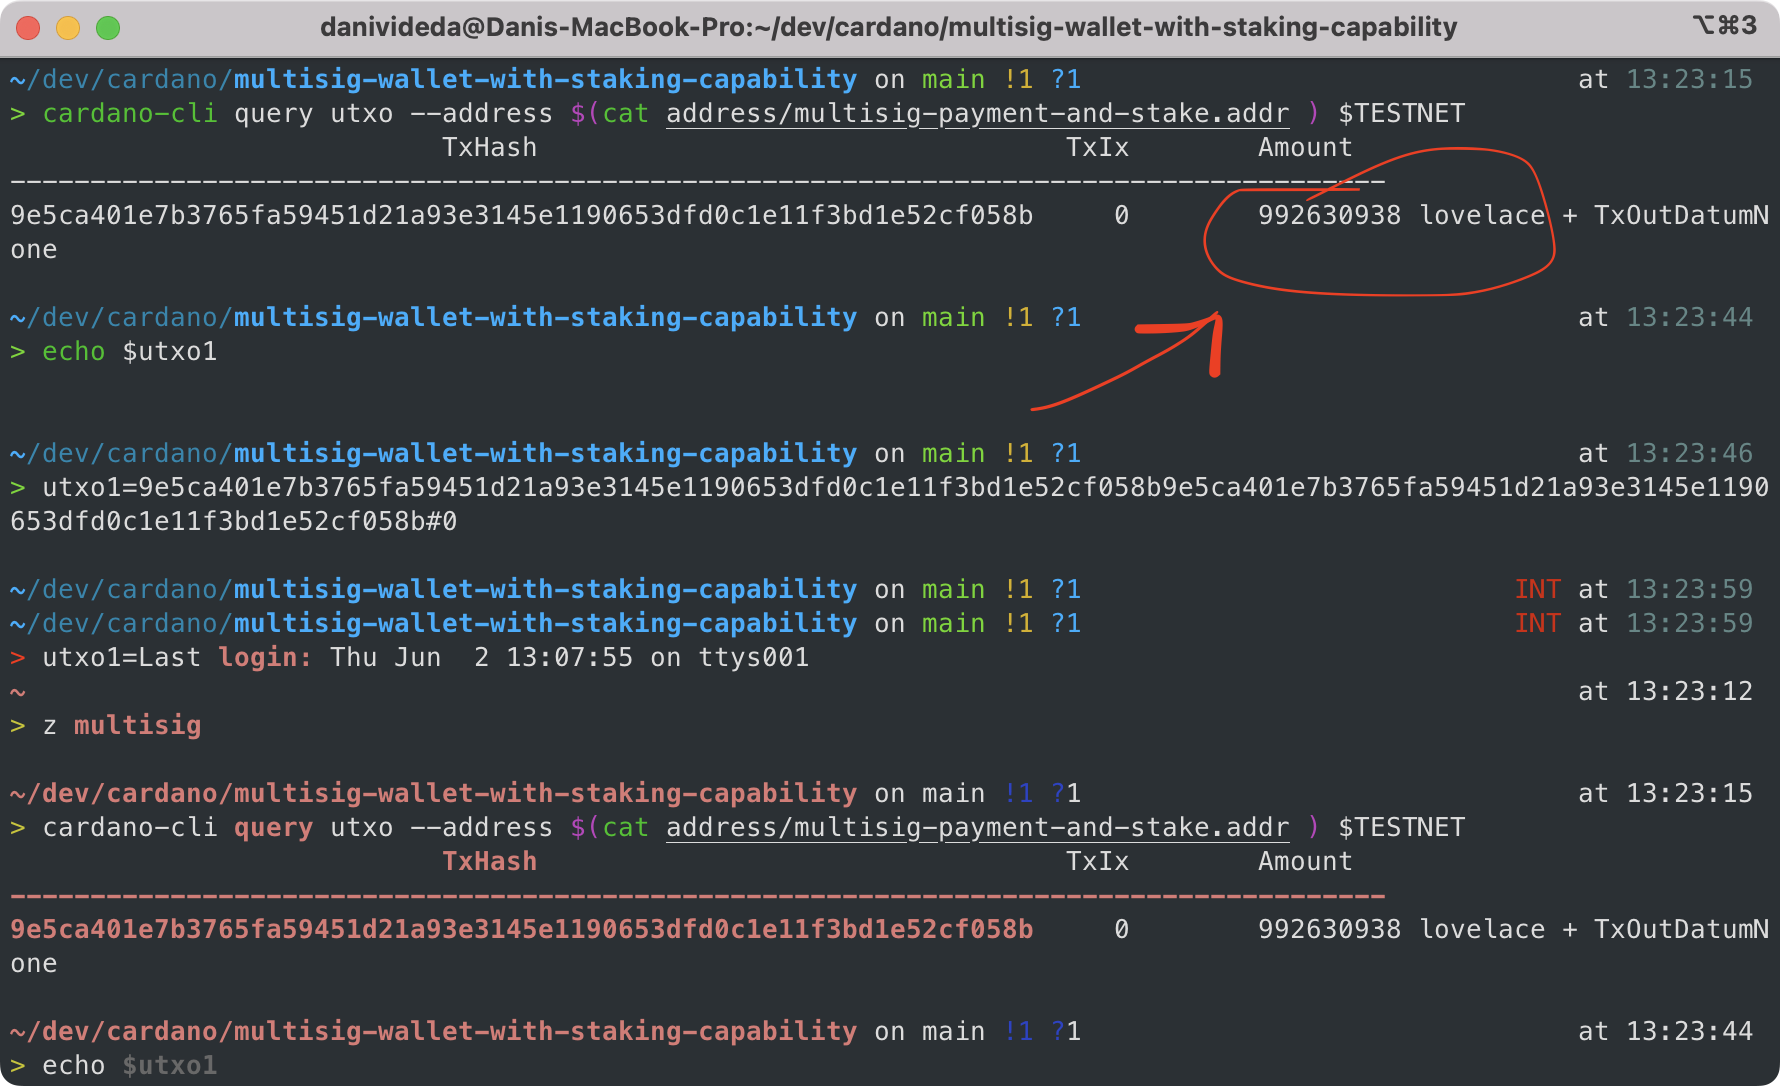 danivideda@Danis-MacBook-Pro:~/dev/cardano/multisig-wallet-with-staking-capability ⌥⌘3
~/dev/cardano/multisig-wallet-with-staking-capability on main !1 ?1 at 13:23:15
> cardano-cli query utxo --address $(cat address/multisig-payment-and-stake.addr ) $TESTNET
TxHash TxIx Amount
--------------------------------------------------------------------------------------
9e5ca401e7b3765fa59451d21a93e3145e1190653dfd0c1e11f3bd1e52cf058b 0 992630938 lovelace + TxOutDatumN
one
~/dev/cardano/multisig-wallet-with-staking-capability on main !1 ?1 at 13:23:44
> echo $utxo1
~/dev/cardano/multisig-wallet-with-staking-capability on main !1 ?1 at 13:23:46
> utxo1=9e5ca401e7b3765fa59451d21a93e3145e1190653dfd0c1e11f3bd1e52cf058b9e5ca401e7b3765fa59451d21a93e3145e1190
653dfd0c1e11f3bd1e52cf058b#0
~/dev/cardano/multisig-wallet-with-staking-capability on main !1 ?1 INT at 13:23:59
~/dev/cardano/multisig-wallet-with-staking-capability on main !1 ?1 INT at 13:23:59
> utxo1=Last login: Thu Jun  2 13:07:55 on ttys001
~ at 13:23:12
> z multisig
~/dev/cardano/multisig-wallet-with-staking-capability on main !1 ?1 at 13:23:15
> cardano-cli query utxo --address $(cat address/multisig-payment-and-stake.addr ) $TESTNET
TxHash TxIx Amount
--------------------------------------------------------------------------------------
9e5ca401e7b3765fa59451d21a93e3145e1190653dfd0c1e11f3bd1e52cf058b 0 992630938 lovelace + TxOutDatumN
one
~/dev/cardano/multisig-wallet-with-staking-capability on main !1 ?1 at 13:23:44
> echo $utxo1